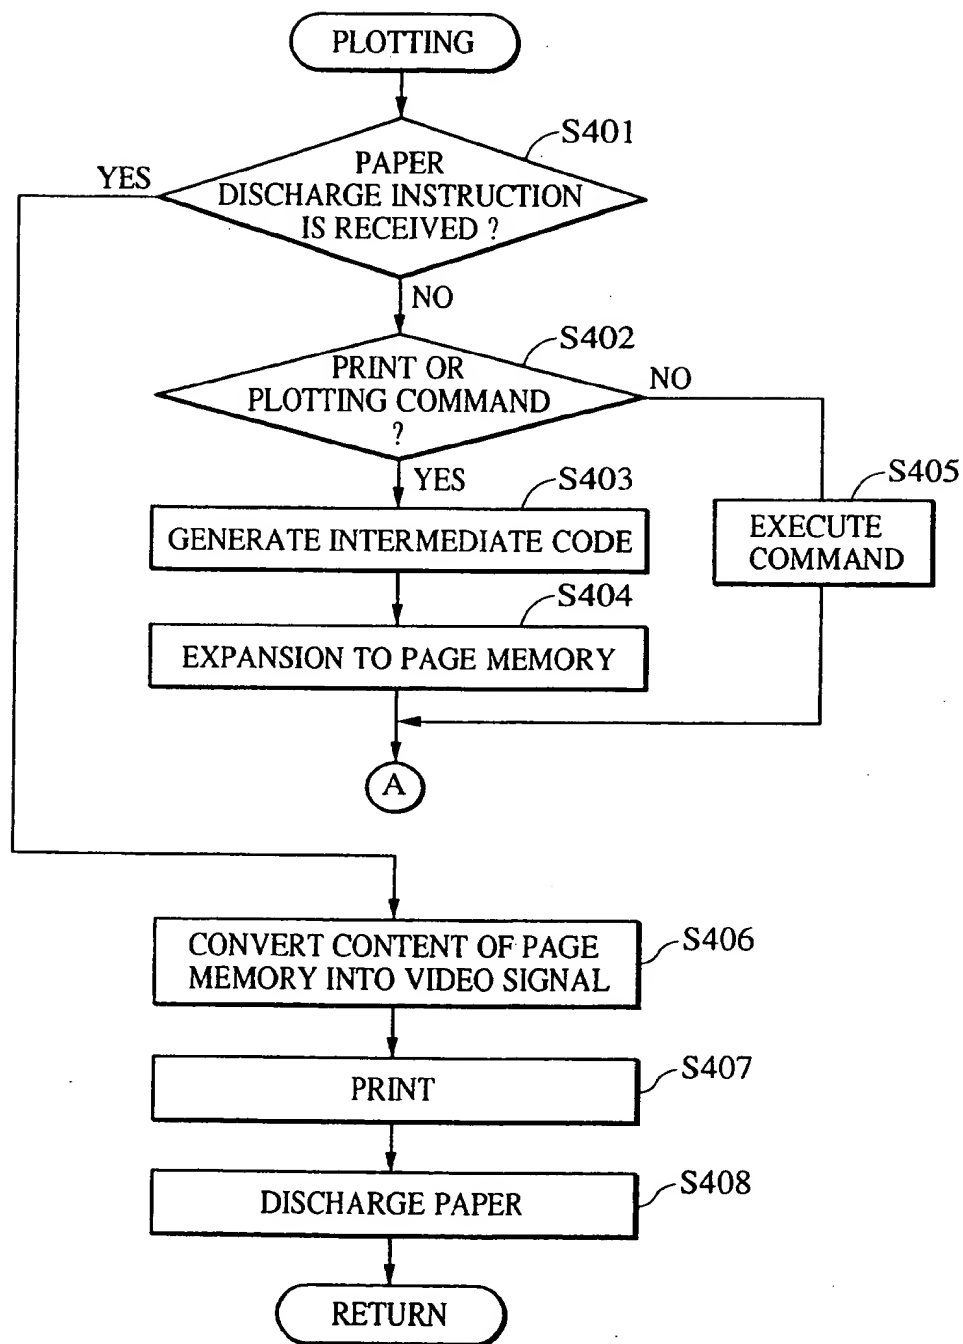 PLOTTING
S401
PAPER
DISCHARGE INSTRUCTION
IS RECEIVED ?
YES
NO
S402
PRINT OR
PLOTTING COMMAND
?
NO
YES
S403
GENERATE INTERMEDIATE CODE
S405
EXECUTE
COMMAND
S404
EXPANSION TO PAGE MEMORY
A
S406
CONVERT CONTENT OF PAGE
MEMORY INTO VIDEO SIGNAL
S407
PRINT
S408
DISCHARGE PAPER
RETURN